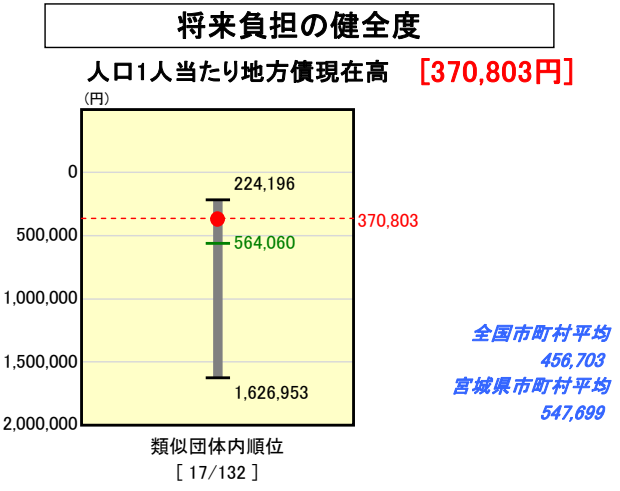 将来負担の健全度
人口1人当たり地方債現在高 [370,803円]
(円)
0
500,000
1,000,000
1,500,000
2,000,000
224,196
370,803
564,060
1,626,953
全国市町村平均
456,703
宮城県市町村平均
547,699
類似団体内順位
[ 17/132 ]